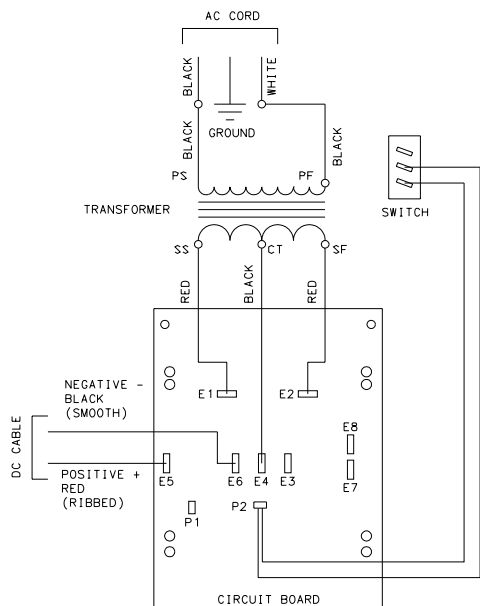 AC CORD
BLACK
WHITE
GROUND
BLACK
BLACK
PS
PF
TRANSFORMER
SWITCH
SS
CT
SF
RED
BLACK
RED
NEGATIVE -
BLACK
(SMOOTH)
E1
E2
DC CABLE
E8
POSITIVE +
RED
(RIBBED)
E5
E6
E4
E3
E7
P1
P2
CIRCUIT BOARD